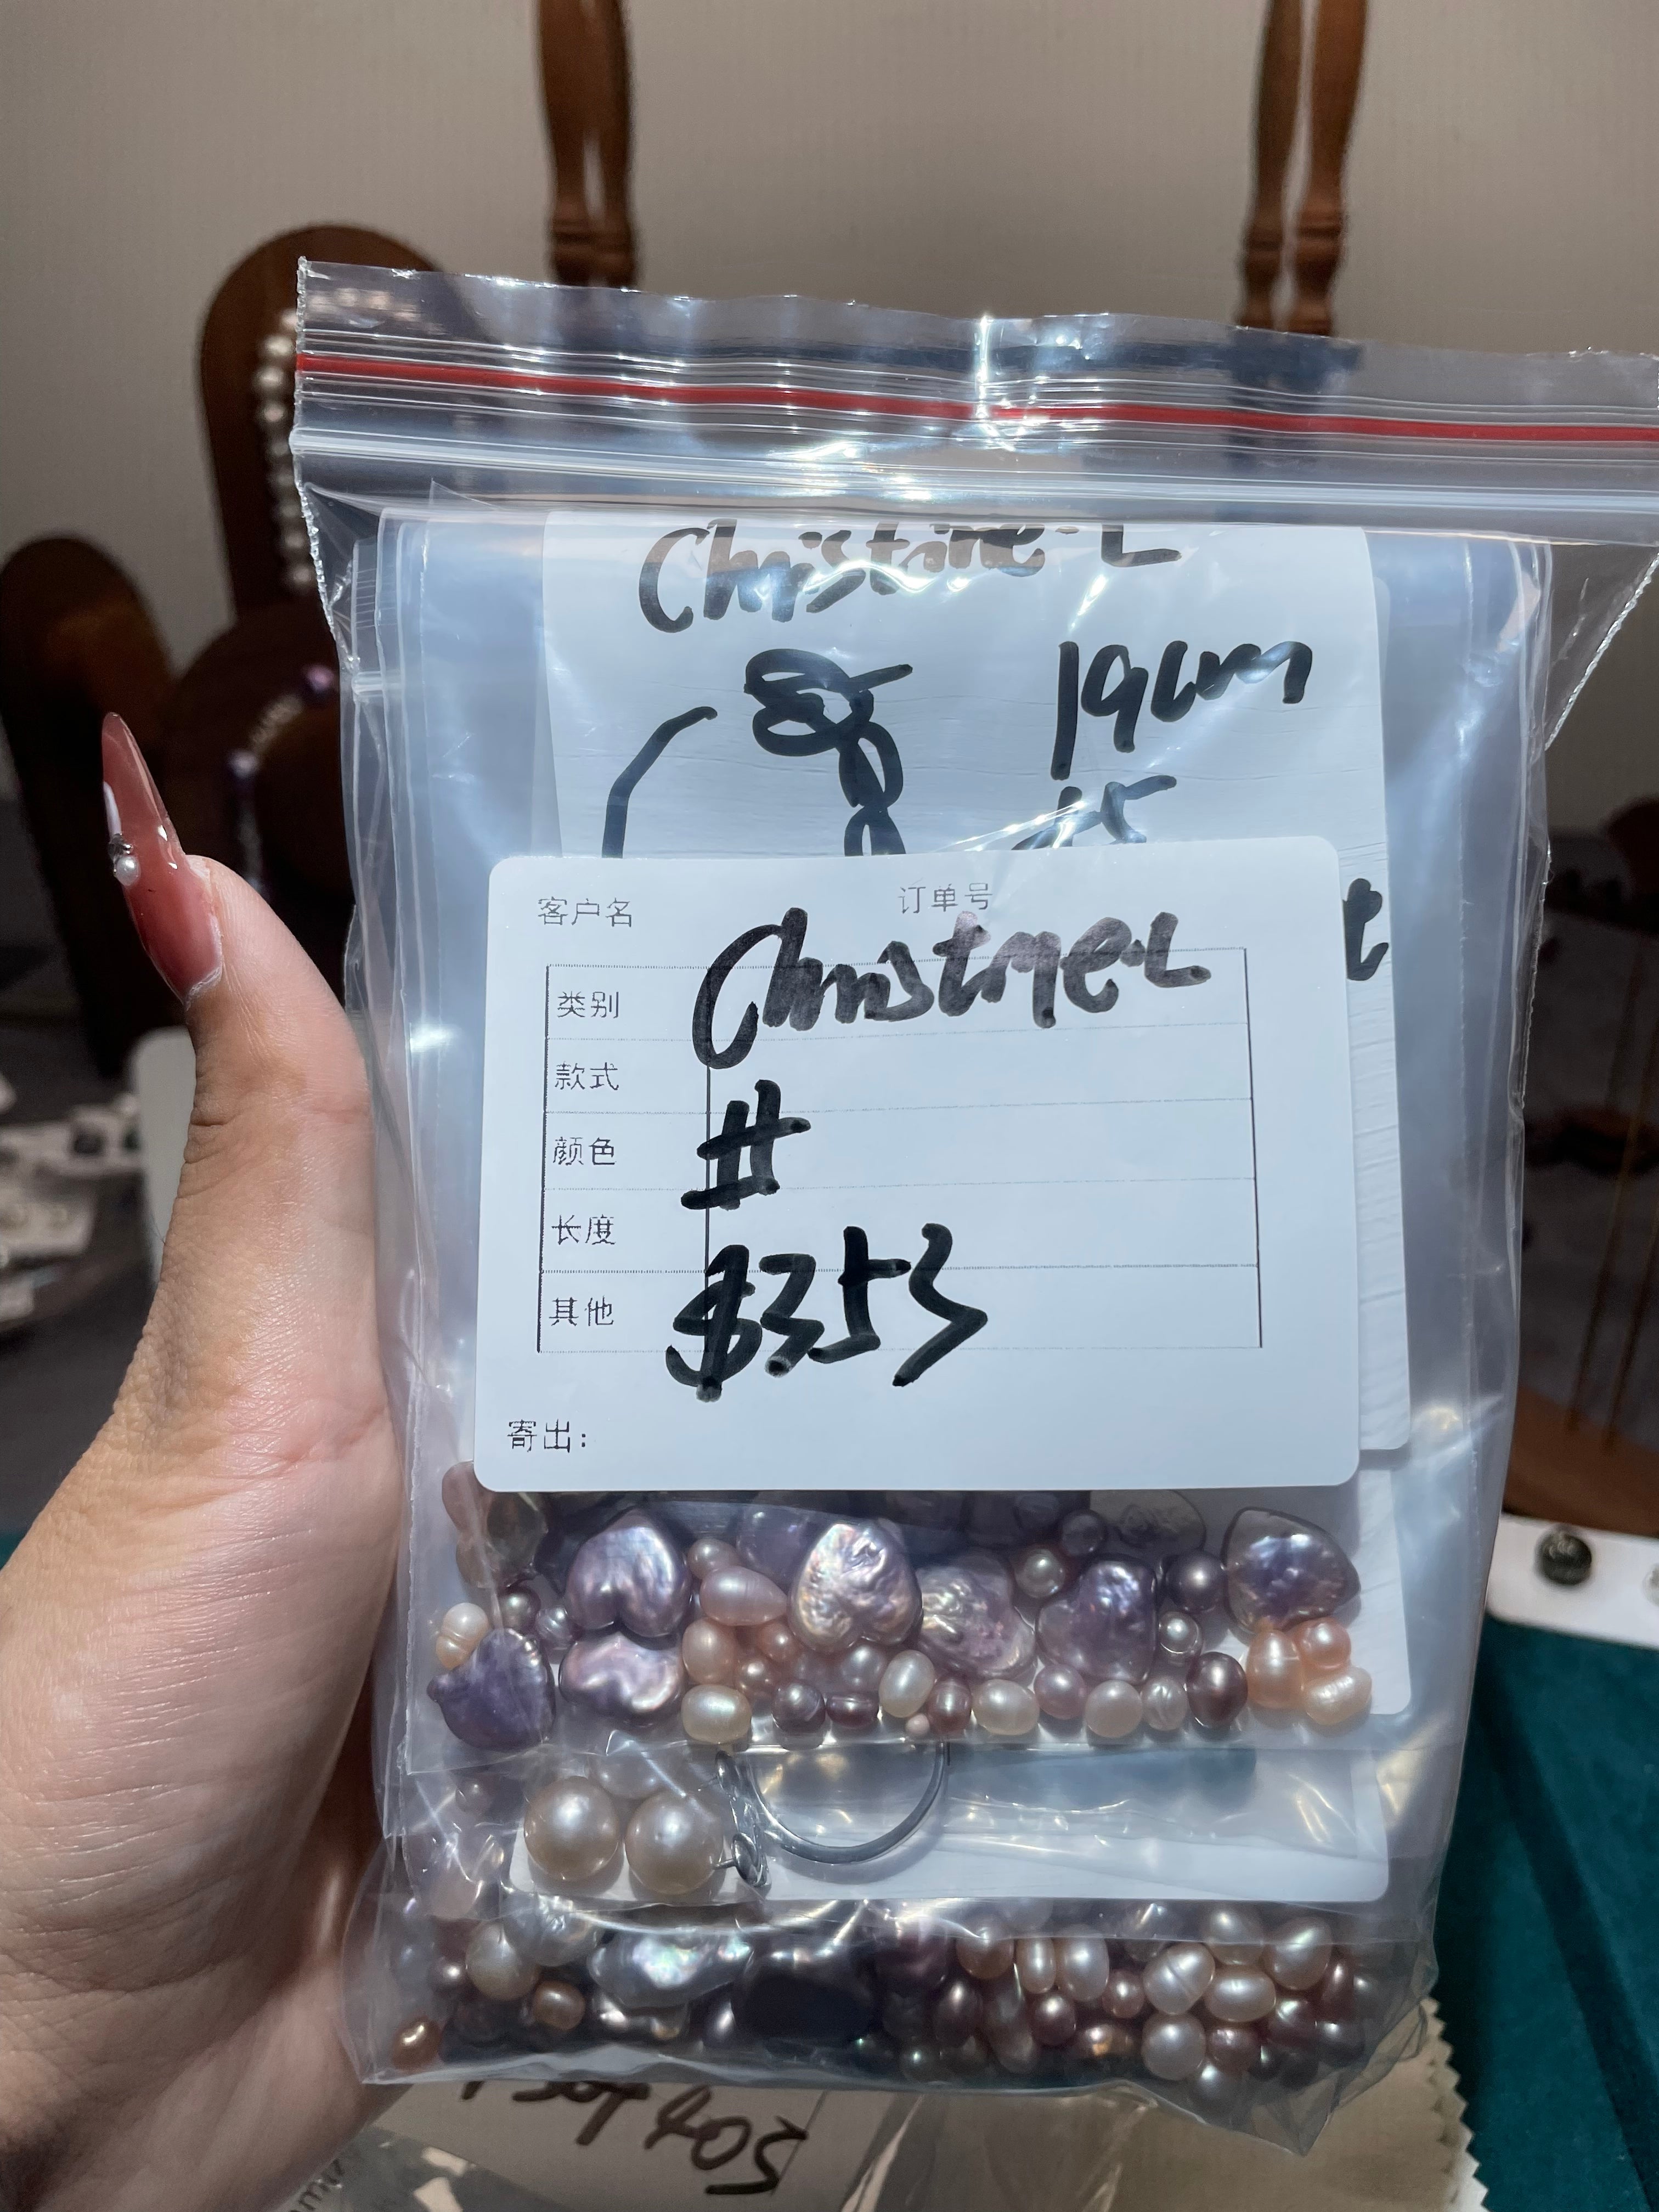 Christine-L
19cm
t
客户名 订单号
Christine-L
类别
款式
颜色 #
长度
其他 $353
寄出: